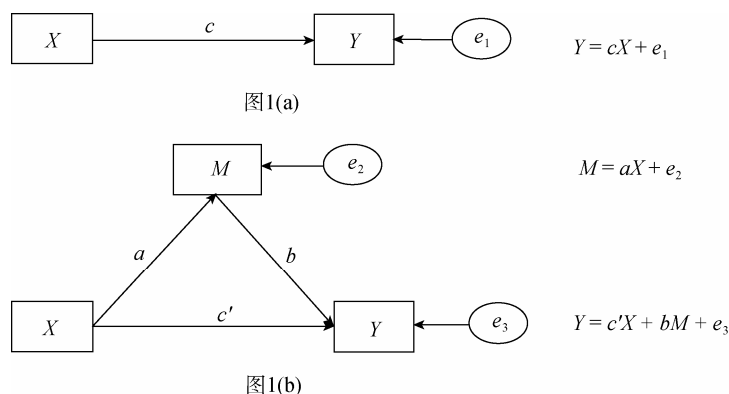 c
X
Y
e₁
Y = cX + e₁
图1(a)
M
e₂
M = aX + e₂
a
b
X
c′
Y
e₃
Y = c′X + bM + e₃
图1(b)